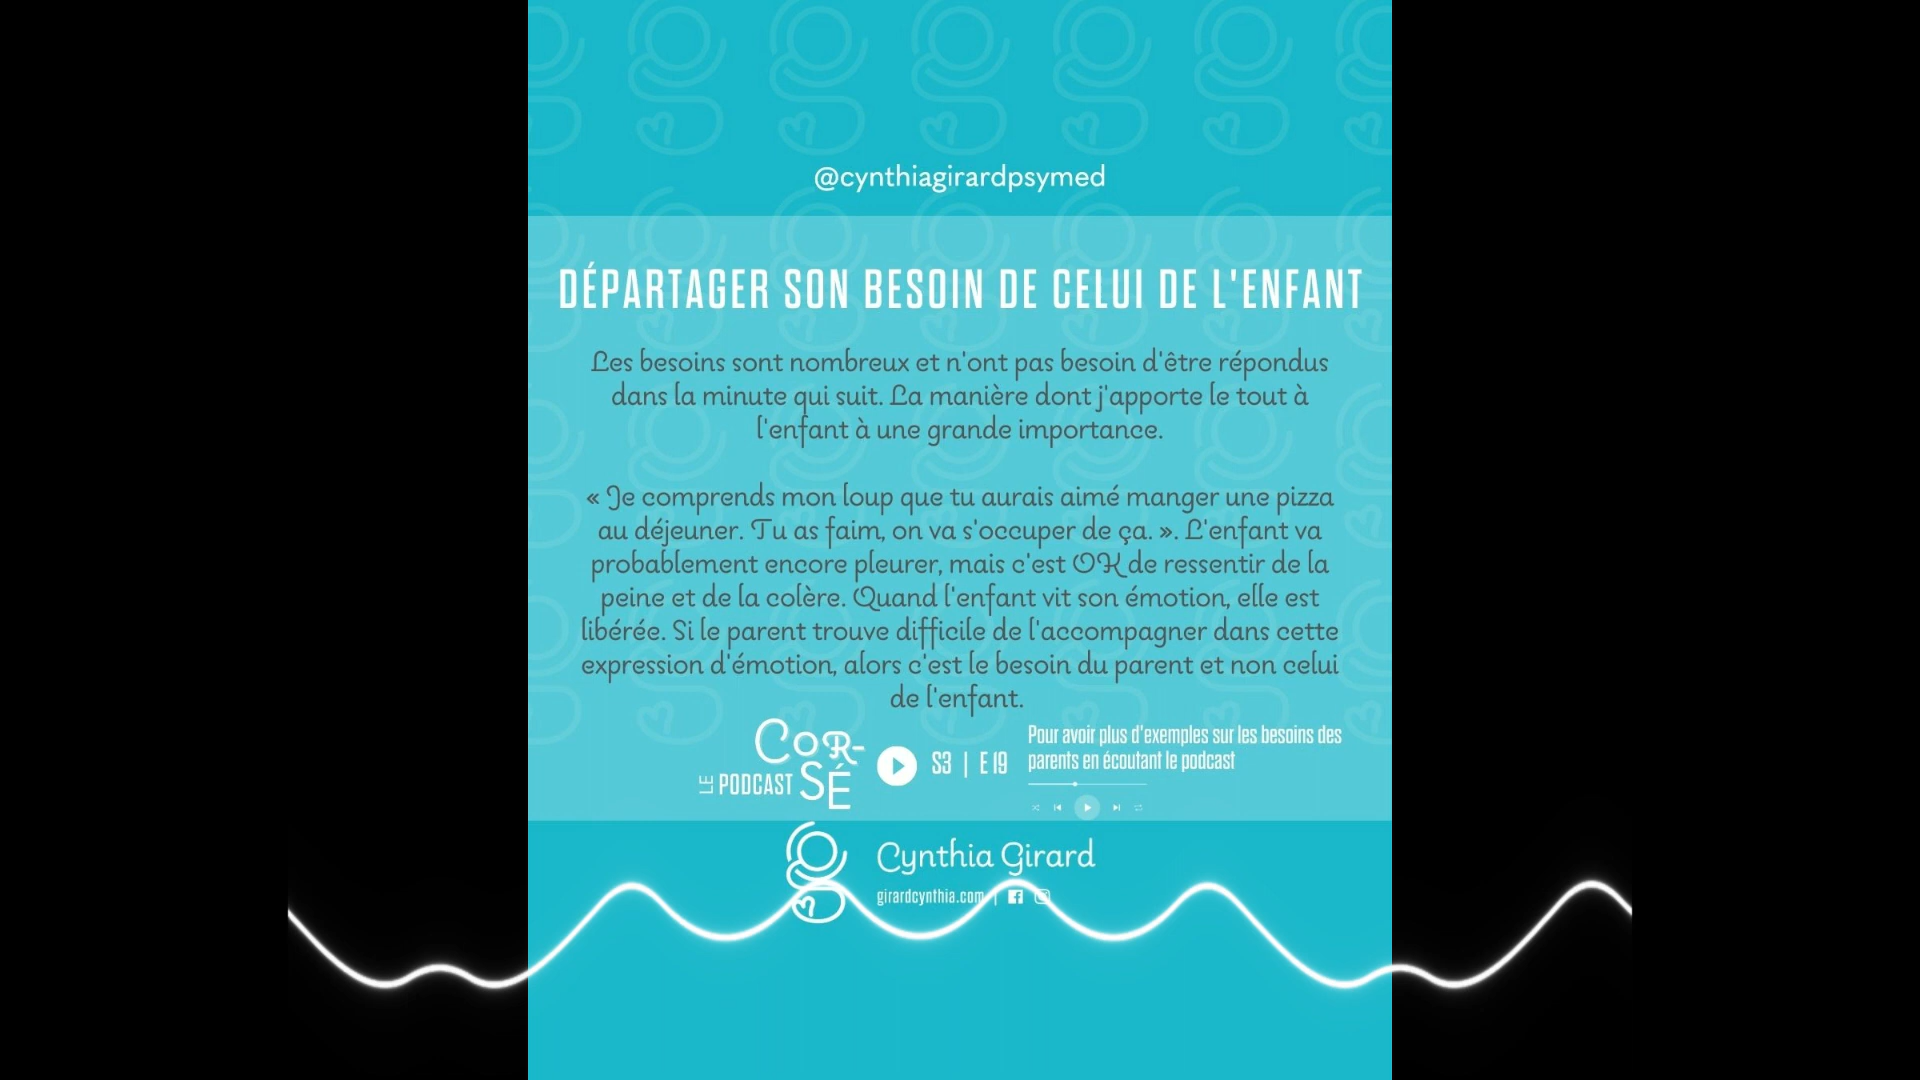 @cynthiagirardpsymed
DÉPARTAGER SON BESOIN DE CELUI DE L'ENFANT
Les besoins sont nombreux et n'ont pas besoin d'être répondus
dans la minute qui suit. La manière dont j'apporte le tout à
l'enfant à une grande importance.
« Je comprends mon loup que tu aurais aimé manger une pizza
au déjeuner. Tu as faim, on va s'occuper de ça. ». L'enfant va
probablement encore pleurer, mais c'est OK de ressentir de la
peine et de la colère. Quand l'enfant vit son émotion, elle est
libérée. Si le parent trouve difficile de l'accompagner dans cette
expression d'émotion, alors c'est le besoin du parent et non celui
de l'enfant.
LE PODCAST
COR-
SÉ
S3 | E 19
Pour avoir plus d'exemples sur les besoins des
parents en écoutant le podcast
Cynthia Girard
girardcynthia.com |